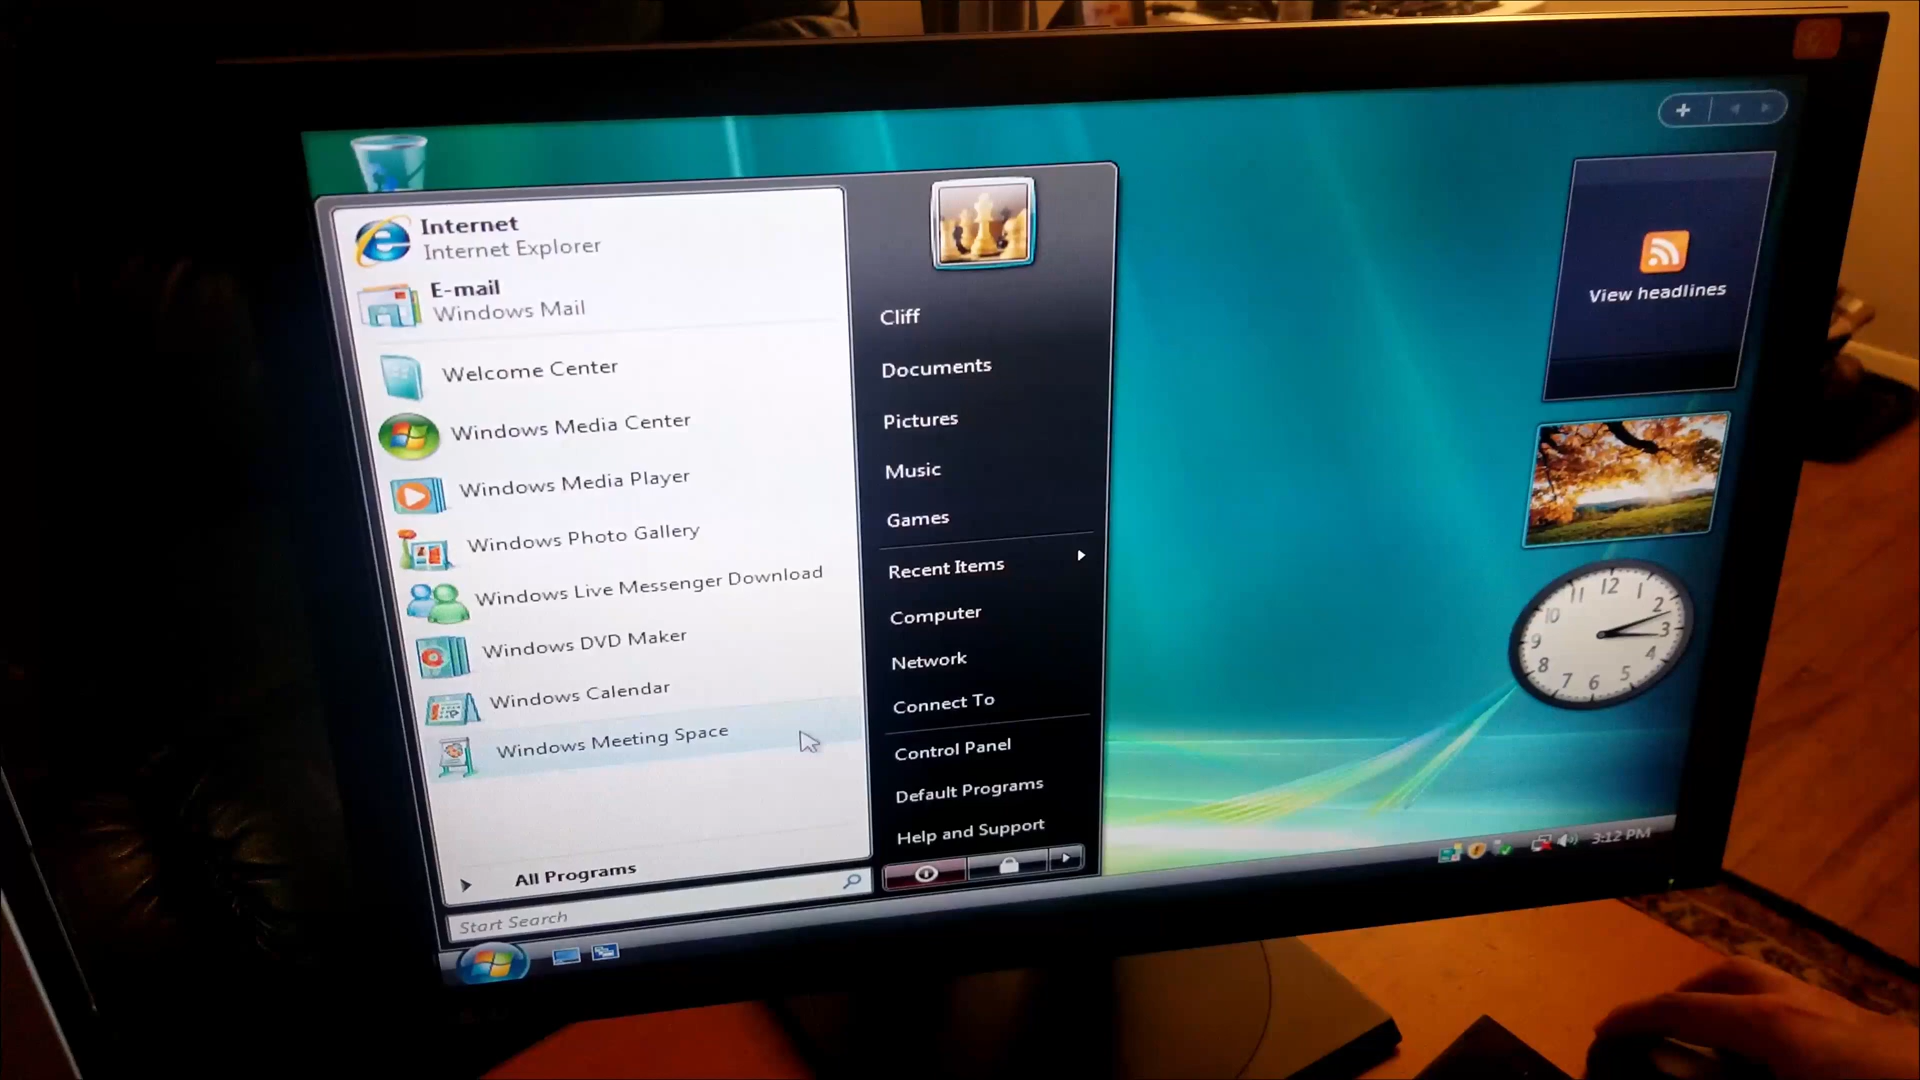 Internet
Internet Explorer
E-mail
Windows Mail
Welcome Center
Windows Media Center
Windows Media Player
Windows Photo Gallery
Windows Live Messenger Download
Windows DVD Maker
Windows Calendar
Windows Meeting Space
All Programs
Start Search
Cliff
Documents
Pictures
Music
Games
Recent Items
Computer
Network
Connect To
Control Panel
Default Programs
Help and Support
View headlines
12
1
2
3
4
5
6
7
8
9
10
11
3:12 PM